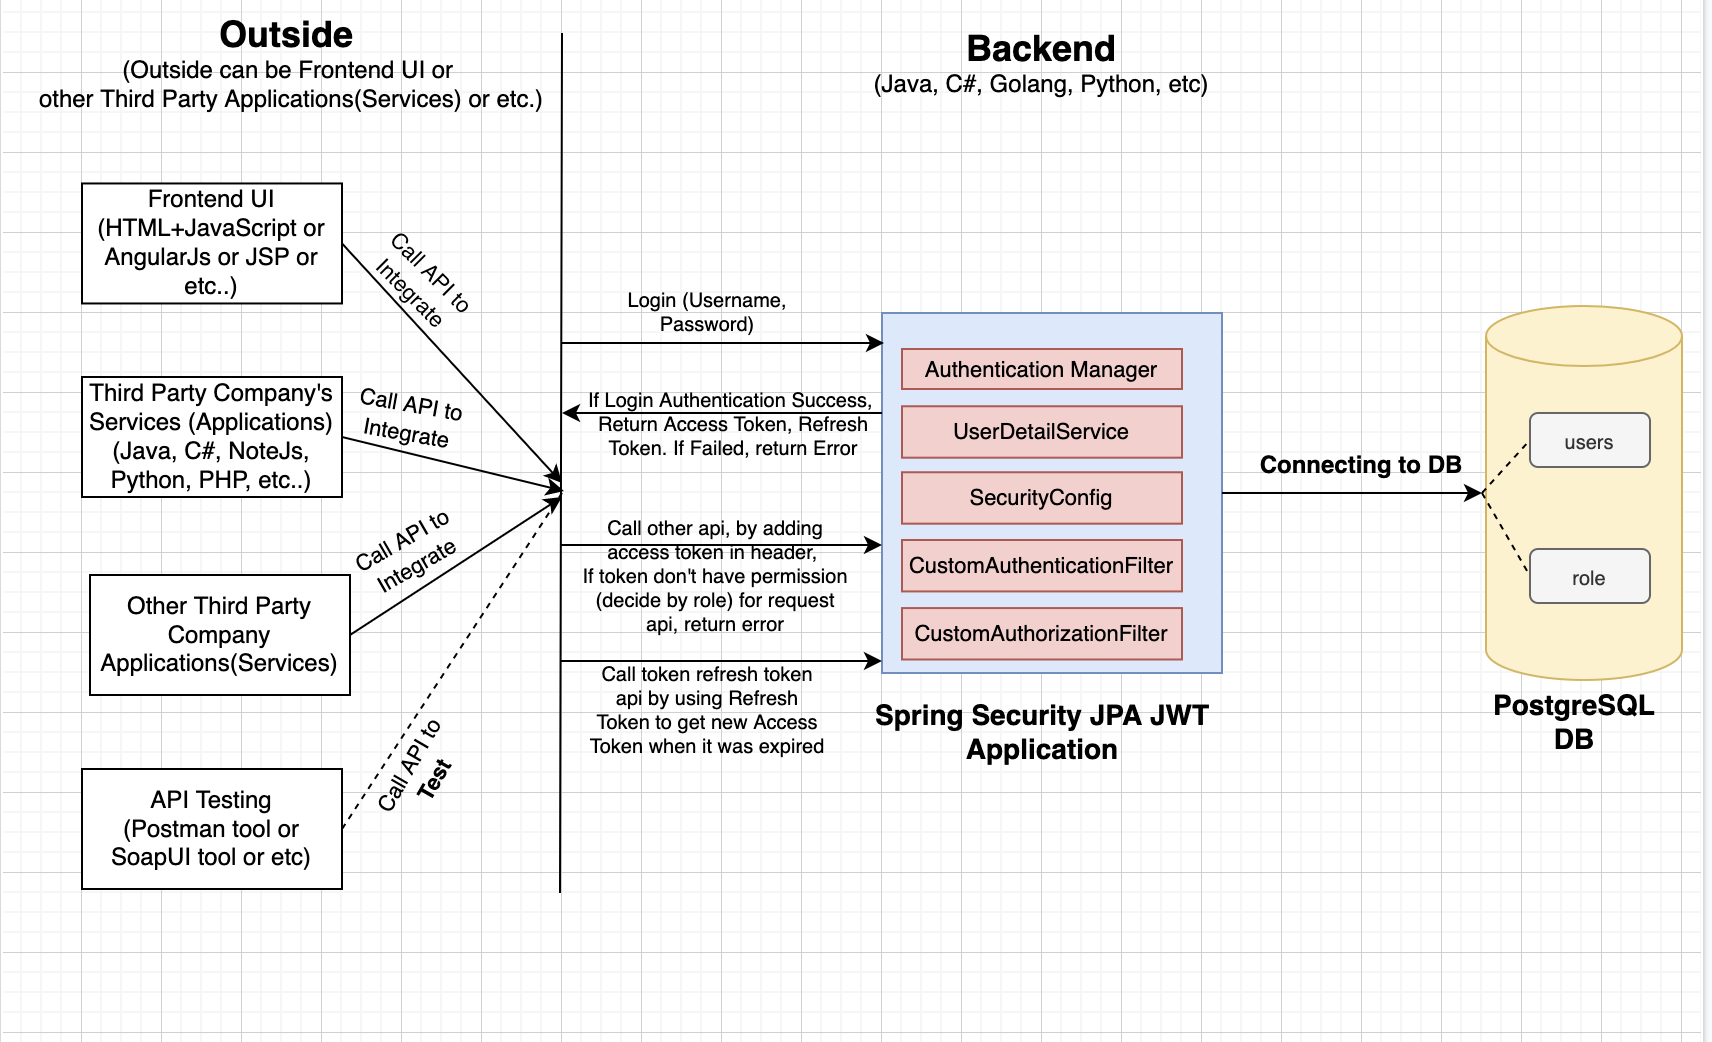 Outside
(Outside can be Frontend UI or
other Third Party Applications(Services) or etc.)
Backend
(Java, C#, Golang, Python, etc)
Frontend UI
(HTML+JavaScript or
AngularJs or JSP or
etc..)
Call API to
Integrate
Third Party Company's
Services (Applications)
(Java, C#, NoteJs,
Python, PHP, etc..)
Call API to
Integrate
Other Third Party
Company
Applications(Services)
Call API to
Integrate
API Testing
(Postman tool or
SoapUI tool or etc)
Call API to
Test
Login (Username,
Password)
If Login Authentication Success,
Return Access Token, Refresh
Token. If Failed, return Error
Call other api, by adding
access token in header,
If token don't have permission
(decide by role) for request
api, return error
Call token refresh token
api by using Refresh
Token to get new Access
Token when it was expired
Authentication Manager
UserDetailService
SecurityConfig
CustomAuthenticationFilter
CustomAuthorizationFilter
Spring Security JPA JWT
Application
Connecting to DB
users
role
PostgreSQL
DB